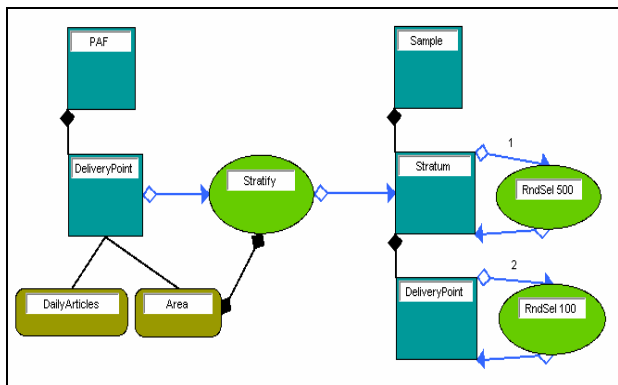 PAF
Sample
DeliveryPoint
Stratify
Stratum
1
RndSel 500
DailyArticles
Area
DeliveryPoint
2
RndSel 100